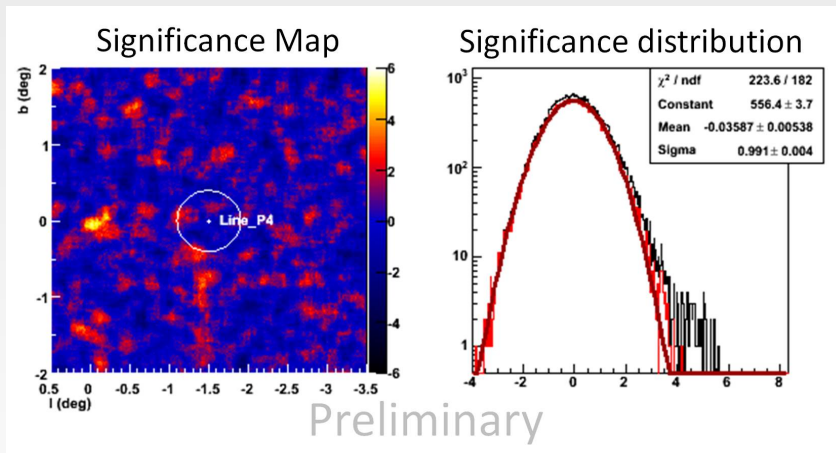 Significance Map
Significance distribution
b (deg)
2
1
0
-1
-2
0.5 0 -0.5 -1 -1.5 -2 -2.5 -3 -3.5
l (deg)
Line_P4
6
4
2
0
-2
-4
-6
10³
10²
10
1
-4 -2 0 2 4 6 8
χ² / ndf 223.6 / 182
Constant 556.4 ± 3.7
Mean -0.03587 ± 0.00538
Sigma 0.991 ± 0.004
Preliminary